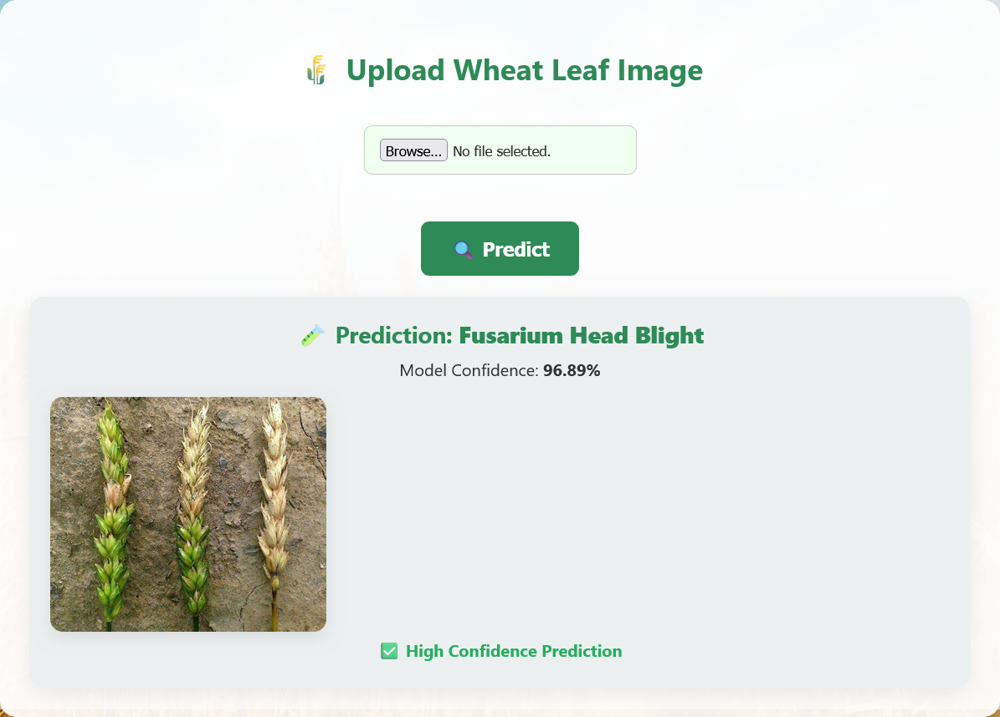 Upload Wheat Leaf Image
Browse... No file selected.
Predict
Prediction: Fusarium Head Blight
Model Confidence: 96.89%
High Confidence Prediction